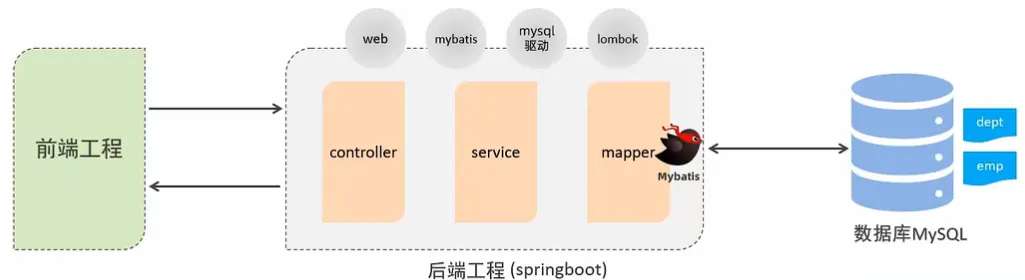 web
mybatis
mysql
驱动
lombok
前端工程
controller
service
mapper
Mybatis
dept
emp
数据库MySQL
后端工程 (springboot)